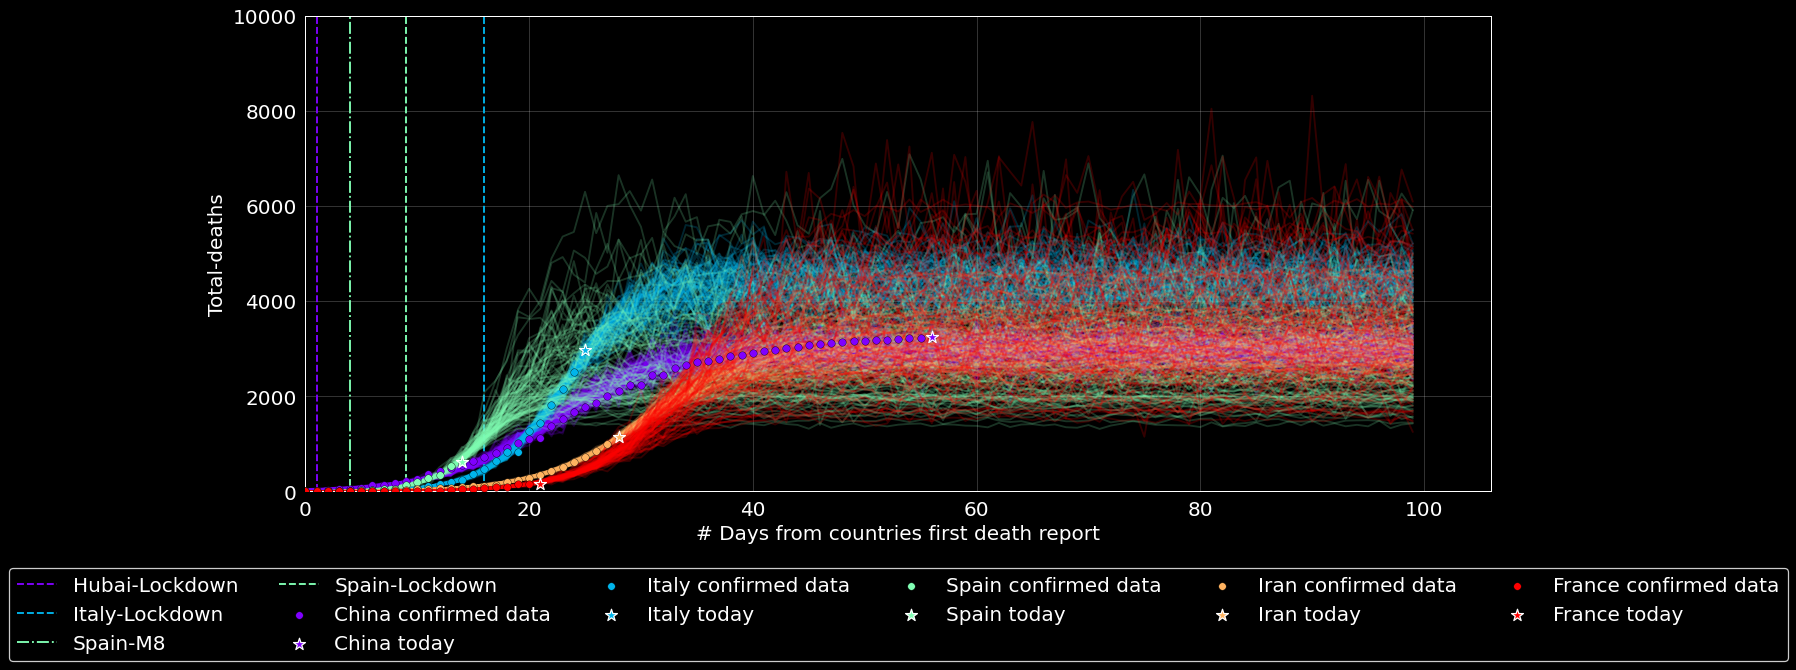 10000
8000
6000
4000
2000
0
Total-deaths
0 20 40 60 80 100
# Days from countries first death report
Hubai-Lockdown
Italy-Lockdown
Spain-M8
Spain-Lockdown
China confirmed data
China today
Italy confirmed data
Italy today
Spain confirmed data
Spain today
Iran confirmed data
Iran today
France confirmed data
France today